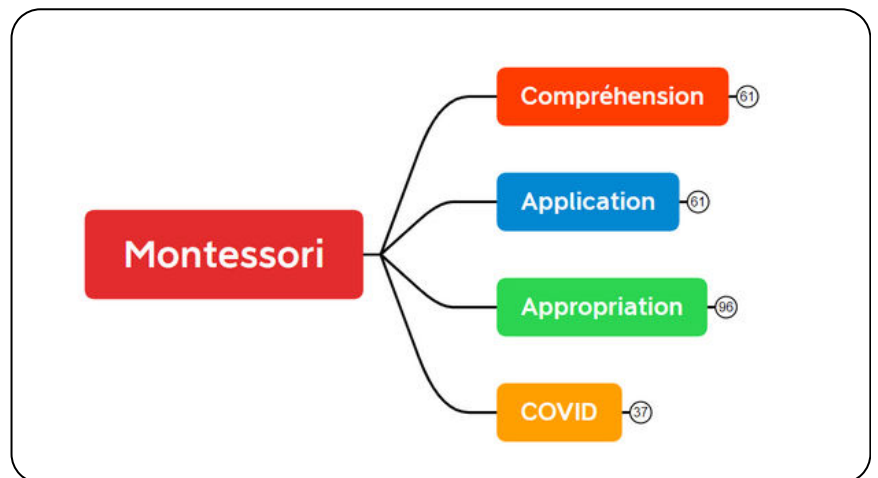 Montessori
Compréhension
61
Application
61
Appropriation
96
COVID
37